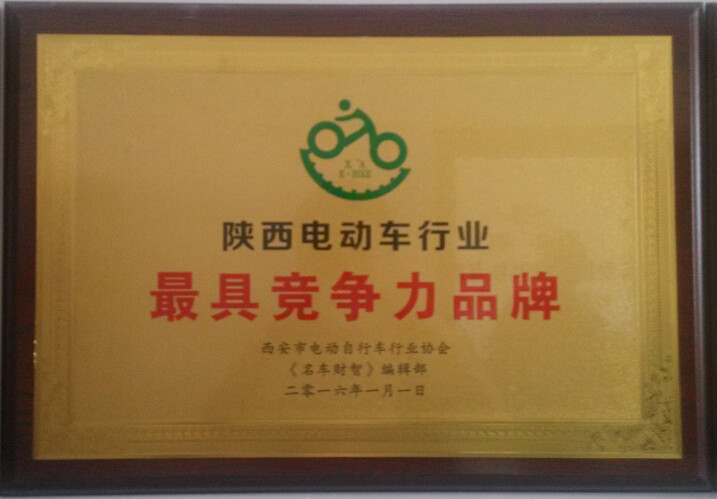 E·BIKE
陕西电动车行业
最具竞争力品牌
西安市电动自行车行业协会
《名车财智》编辑部
二零一六年一月一日